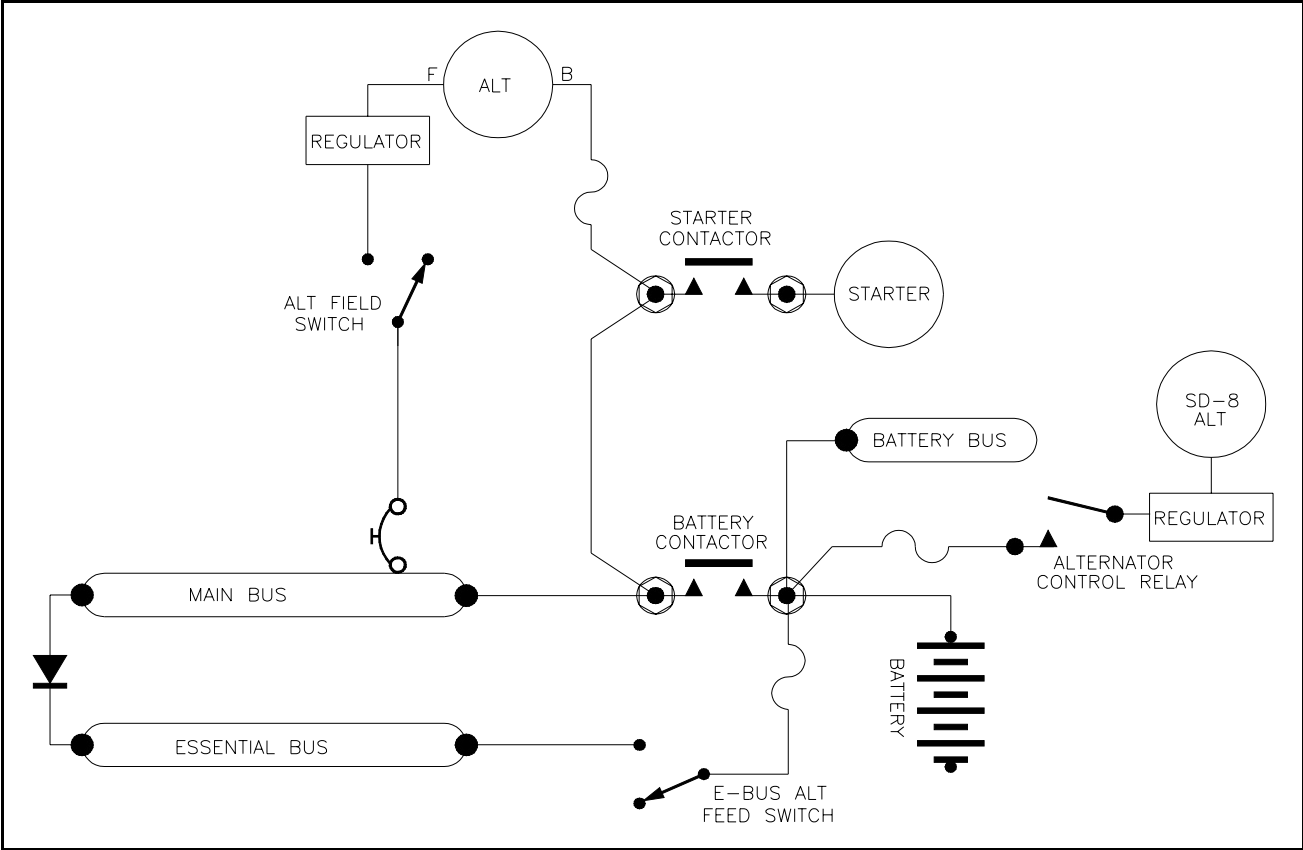 F
ALT
B
REGULATOR
STARTER
CONTACTOR
ALT FIELD
SWITCH
STARTER
SD-8
ALT
BATTERY BUS
BATTERY
CONTACTOR
REGULATOR
ALTERNATOR
CONTROL RELAY
MAIN BUS
BATTERY
ESSENTIAL BUS
E-BUS ALT
FEED SWITCH